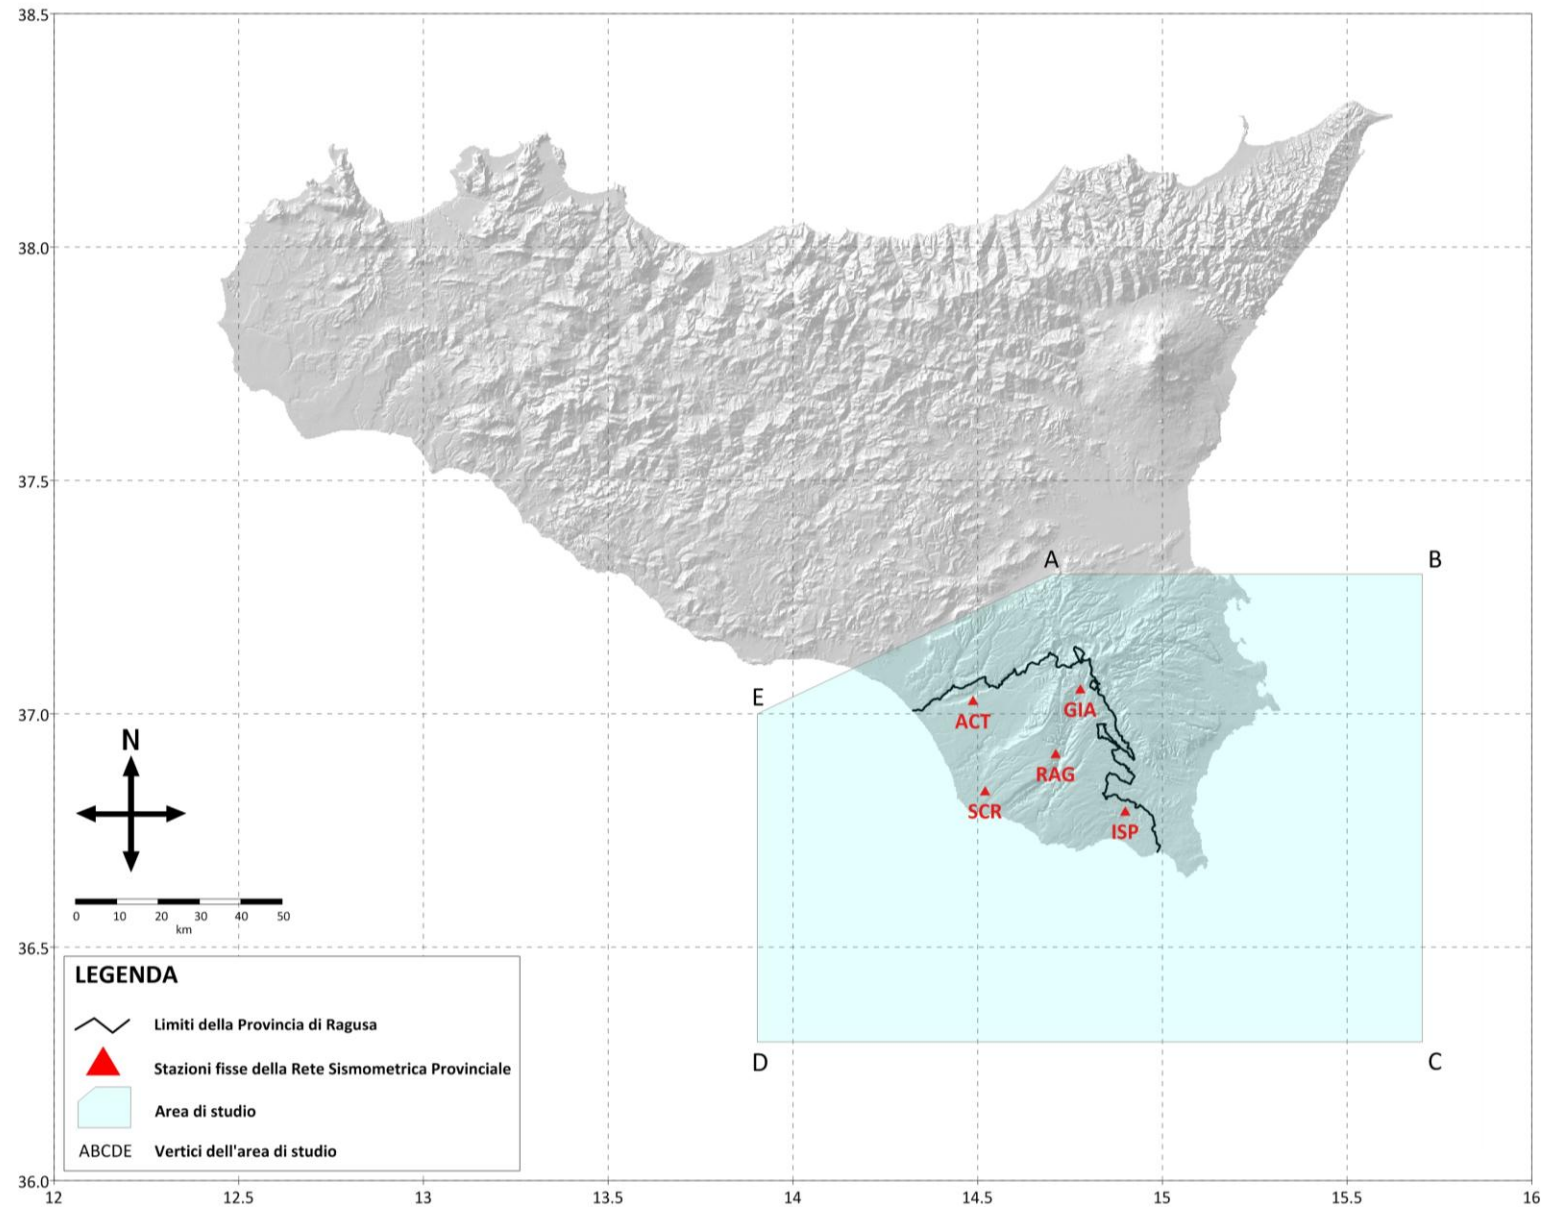 38.5
38.0
37.5
A
B
E
37.0
ACT
GIA
RAG
SCR
ISP
N
0 10 20 30 40 50
km
36.5
LEGENDA
Limiti della Provincia di Ragusa
Stazioni fisse della Rete Sismometrica Provinciale
Area di studio
ABCDE Vertici dell'area di studio
D
C
36.0
12 12.5 13 13.5 14 14.5 15 15.5 16